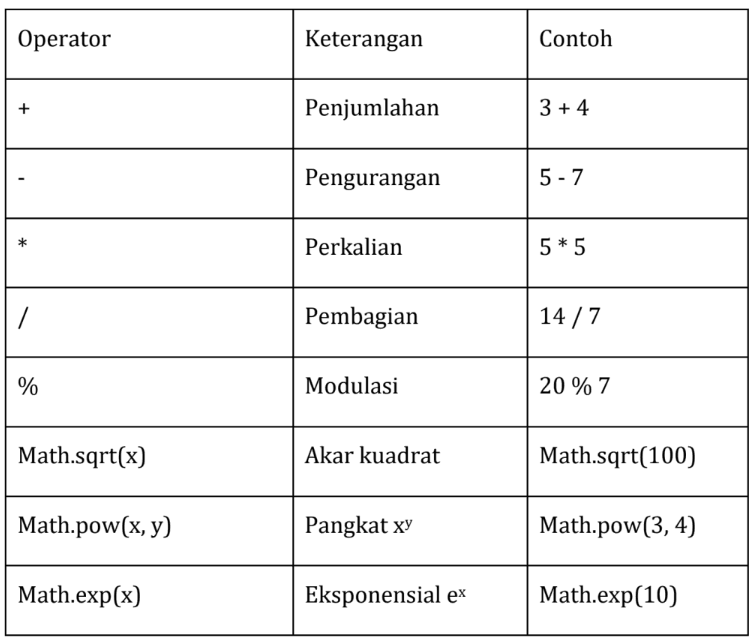 Operator Keterangan Contoh
+ Penjumlahan 3 + 4
- Pengurangan 5 - 7
* Perkalian 5 * 5
/ Pembagian 14 / 7
% Modulasi 20 % 7
Math.sqrt(x) Akar kuadrat Math.sqrt(100)
Math.pow(x, y) Pangkat xʸ Math.pow(3, 4)
Math.exp(x) Eksponensial eˣ Math.exp(10)